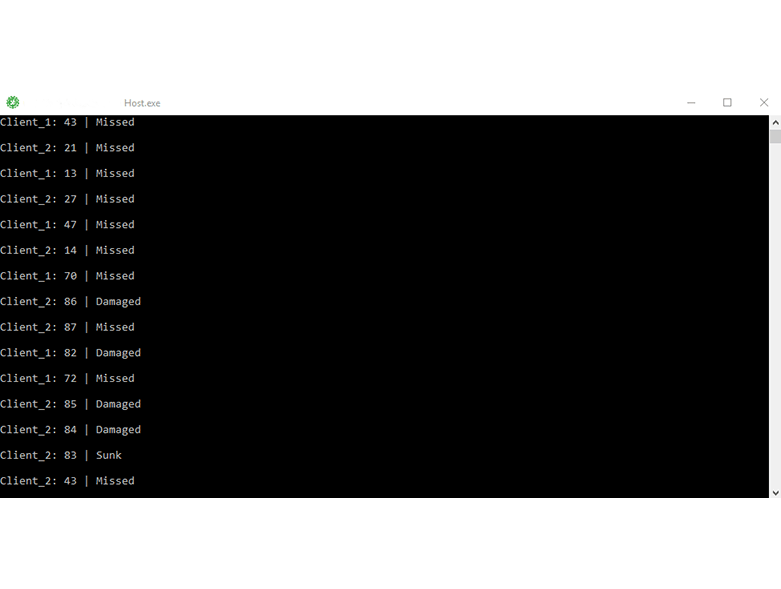 Host.exe
Client_1: 43 | Missed
Client_2: 21 | Missed
Client_1: 13 | Missed
Client_2: 27 | Missed
Client_1: 47 | Missed
Client_2: 14 | Missed
Client_1: 70 | Missed
Client_2: 86 | Damaged
Client_2: 87 | Missed
Client_1: 82 | Damaged
Client_1: 72 | Missed
Client_2: 85 | Damaged
Client_2: 84 | Damaged
Client_2: 83 | Sunk
Client_2: 43 | Missed